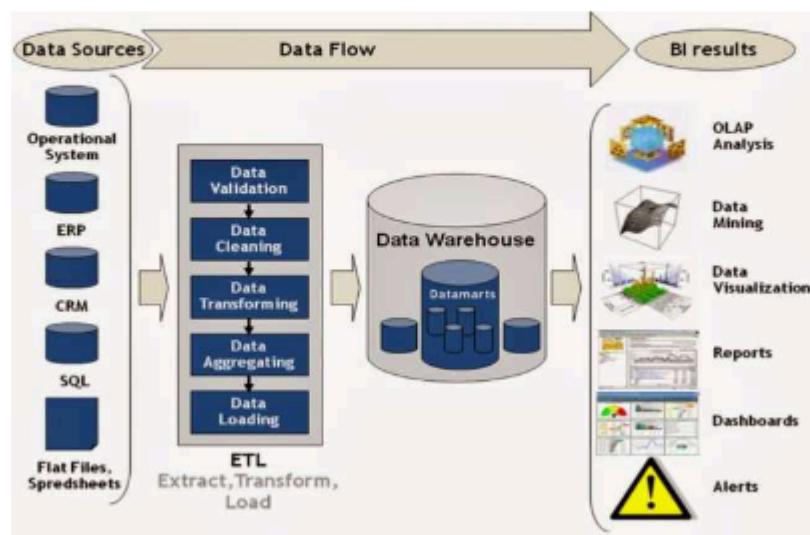 Data Sources
Data Flow
BI results
Operational
System
ERP
CRM
SQL
Flat Files,
Spredsheets
Data
Validation
Data
Cleaning
Data
Transforming
Data
Aggregating
Data
Loading
ETL
Extract,Transform,
Load
Data Warehouse
Datamarts
OLAP
Analysis
Data
Mining
Data
Visualization
Reports
Dashboards
Alerts